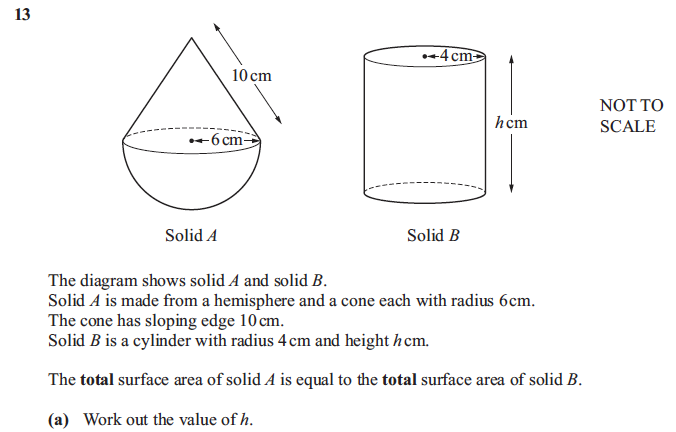 13
10 cm
6 cm
4 cm
h cm
NOT TO
SCALE
Solid A
Solid B
The diagram shows solid A and solid B.
Solid A is made from a hemisphere and a cone each with radius 6 cm.
The cone has sloping edge 10 cm.
Solid B is a cylinder with radius 4 cm and height h cm.
The total surface area of solid A is equal to the total surface area of solid B.
(a) Work out the value of h.